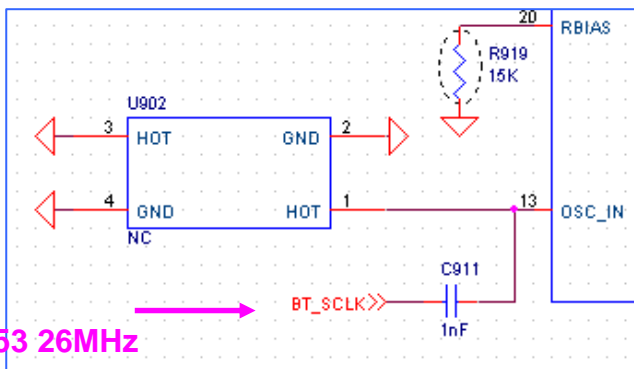 20
RBIAS
R919
15K
U902
3
HOT
GND
2
4
GND
HOT
1
NC
13
OSC_IN
C911
BT_SCLK
1nF
53 26MHz